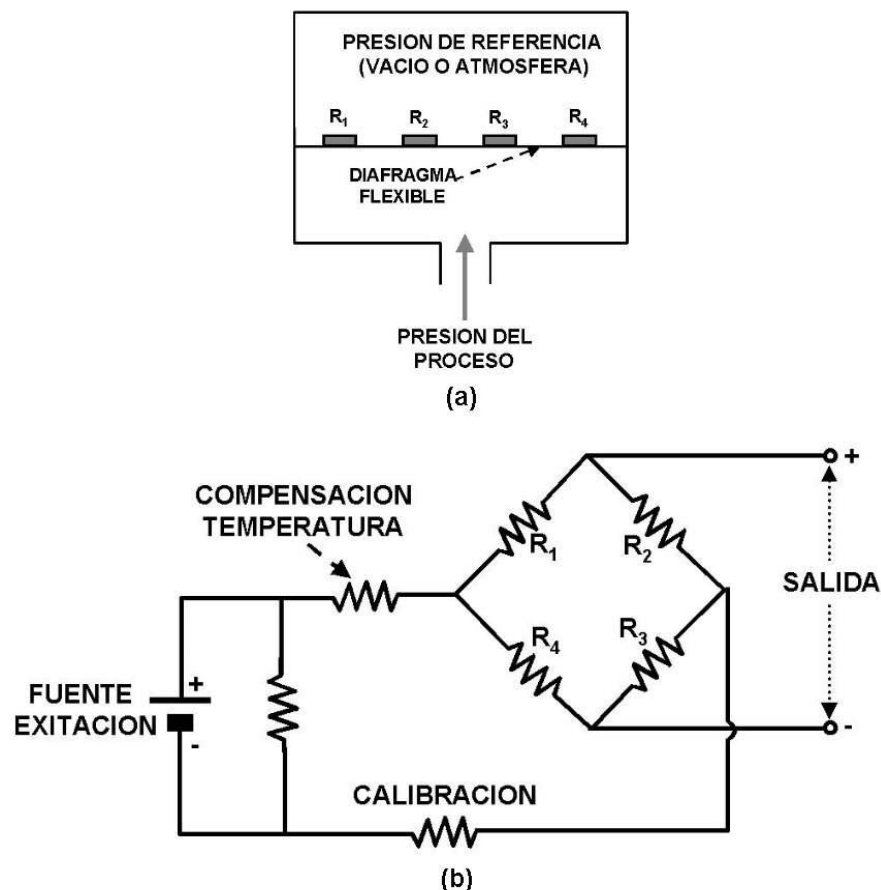 PRESION DE REFERENCIA
(VACIO O ATMOSFERA)
R1 R2 R3 R4
DIAFRAGMA
FLEXIBLE
PRESION DEL
PROCESO
(a)
COMPENSACION
TEMPERATURA
+
R1 R2
SALIDA
R4 R3
FUENTE
EXITACION
+
-
-
CALIBRACION
(b)